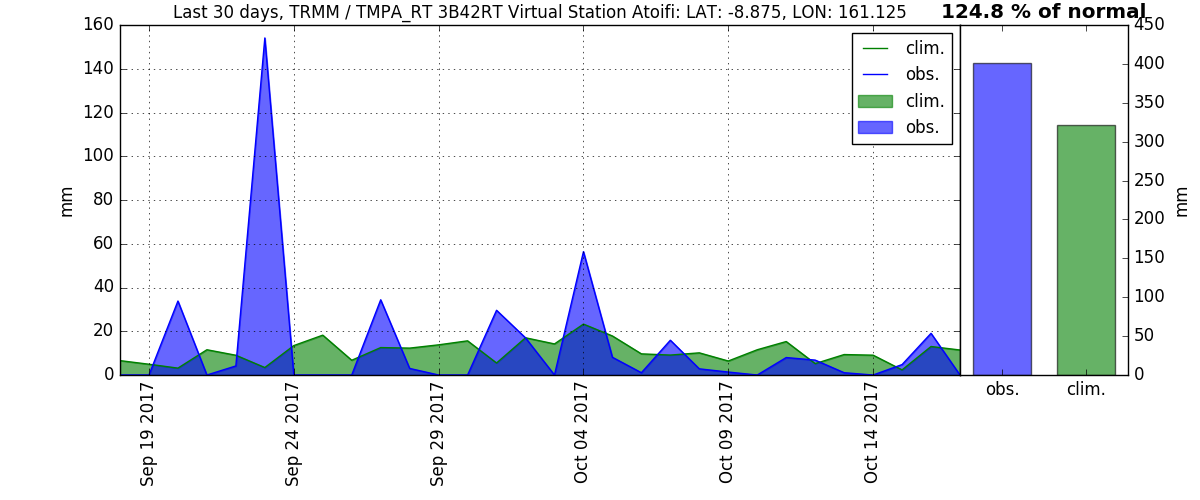 Last 30 days, TRMM / TMPA_RT 3B42RT Virtual Station Atoifi: LAT: -8.875, LON: 161.125
124.8 % of normal
160
140
120
100
80
60
40
20
0
mm
clim.
obs.
clim.
obs.
450
400
350
300
250
200
150
100
50
0
mm
Sep 19 2017
Sep 24 2017
Sep 29 2017
Oct 04 2017
Oct 09 2017
Oct 14 2017
obs.
clim.